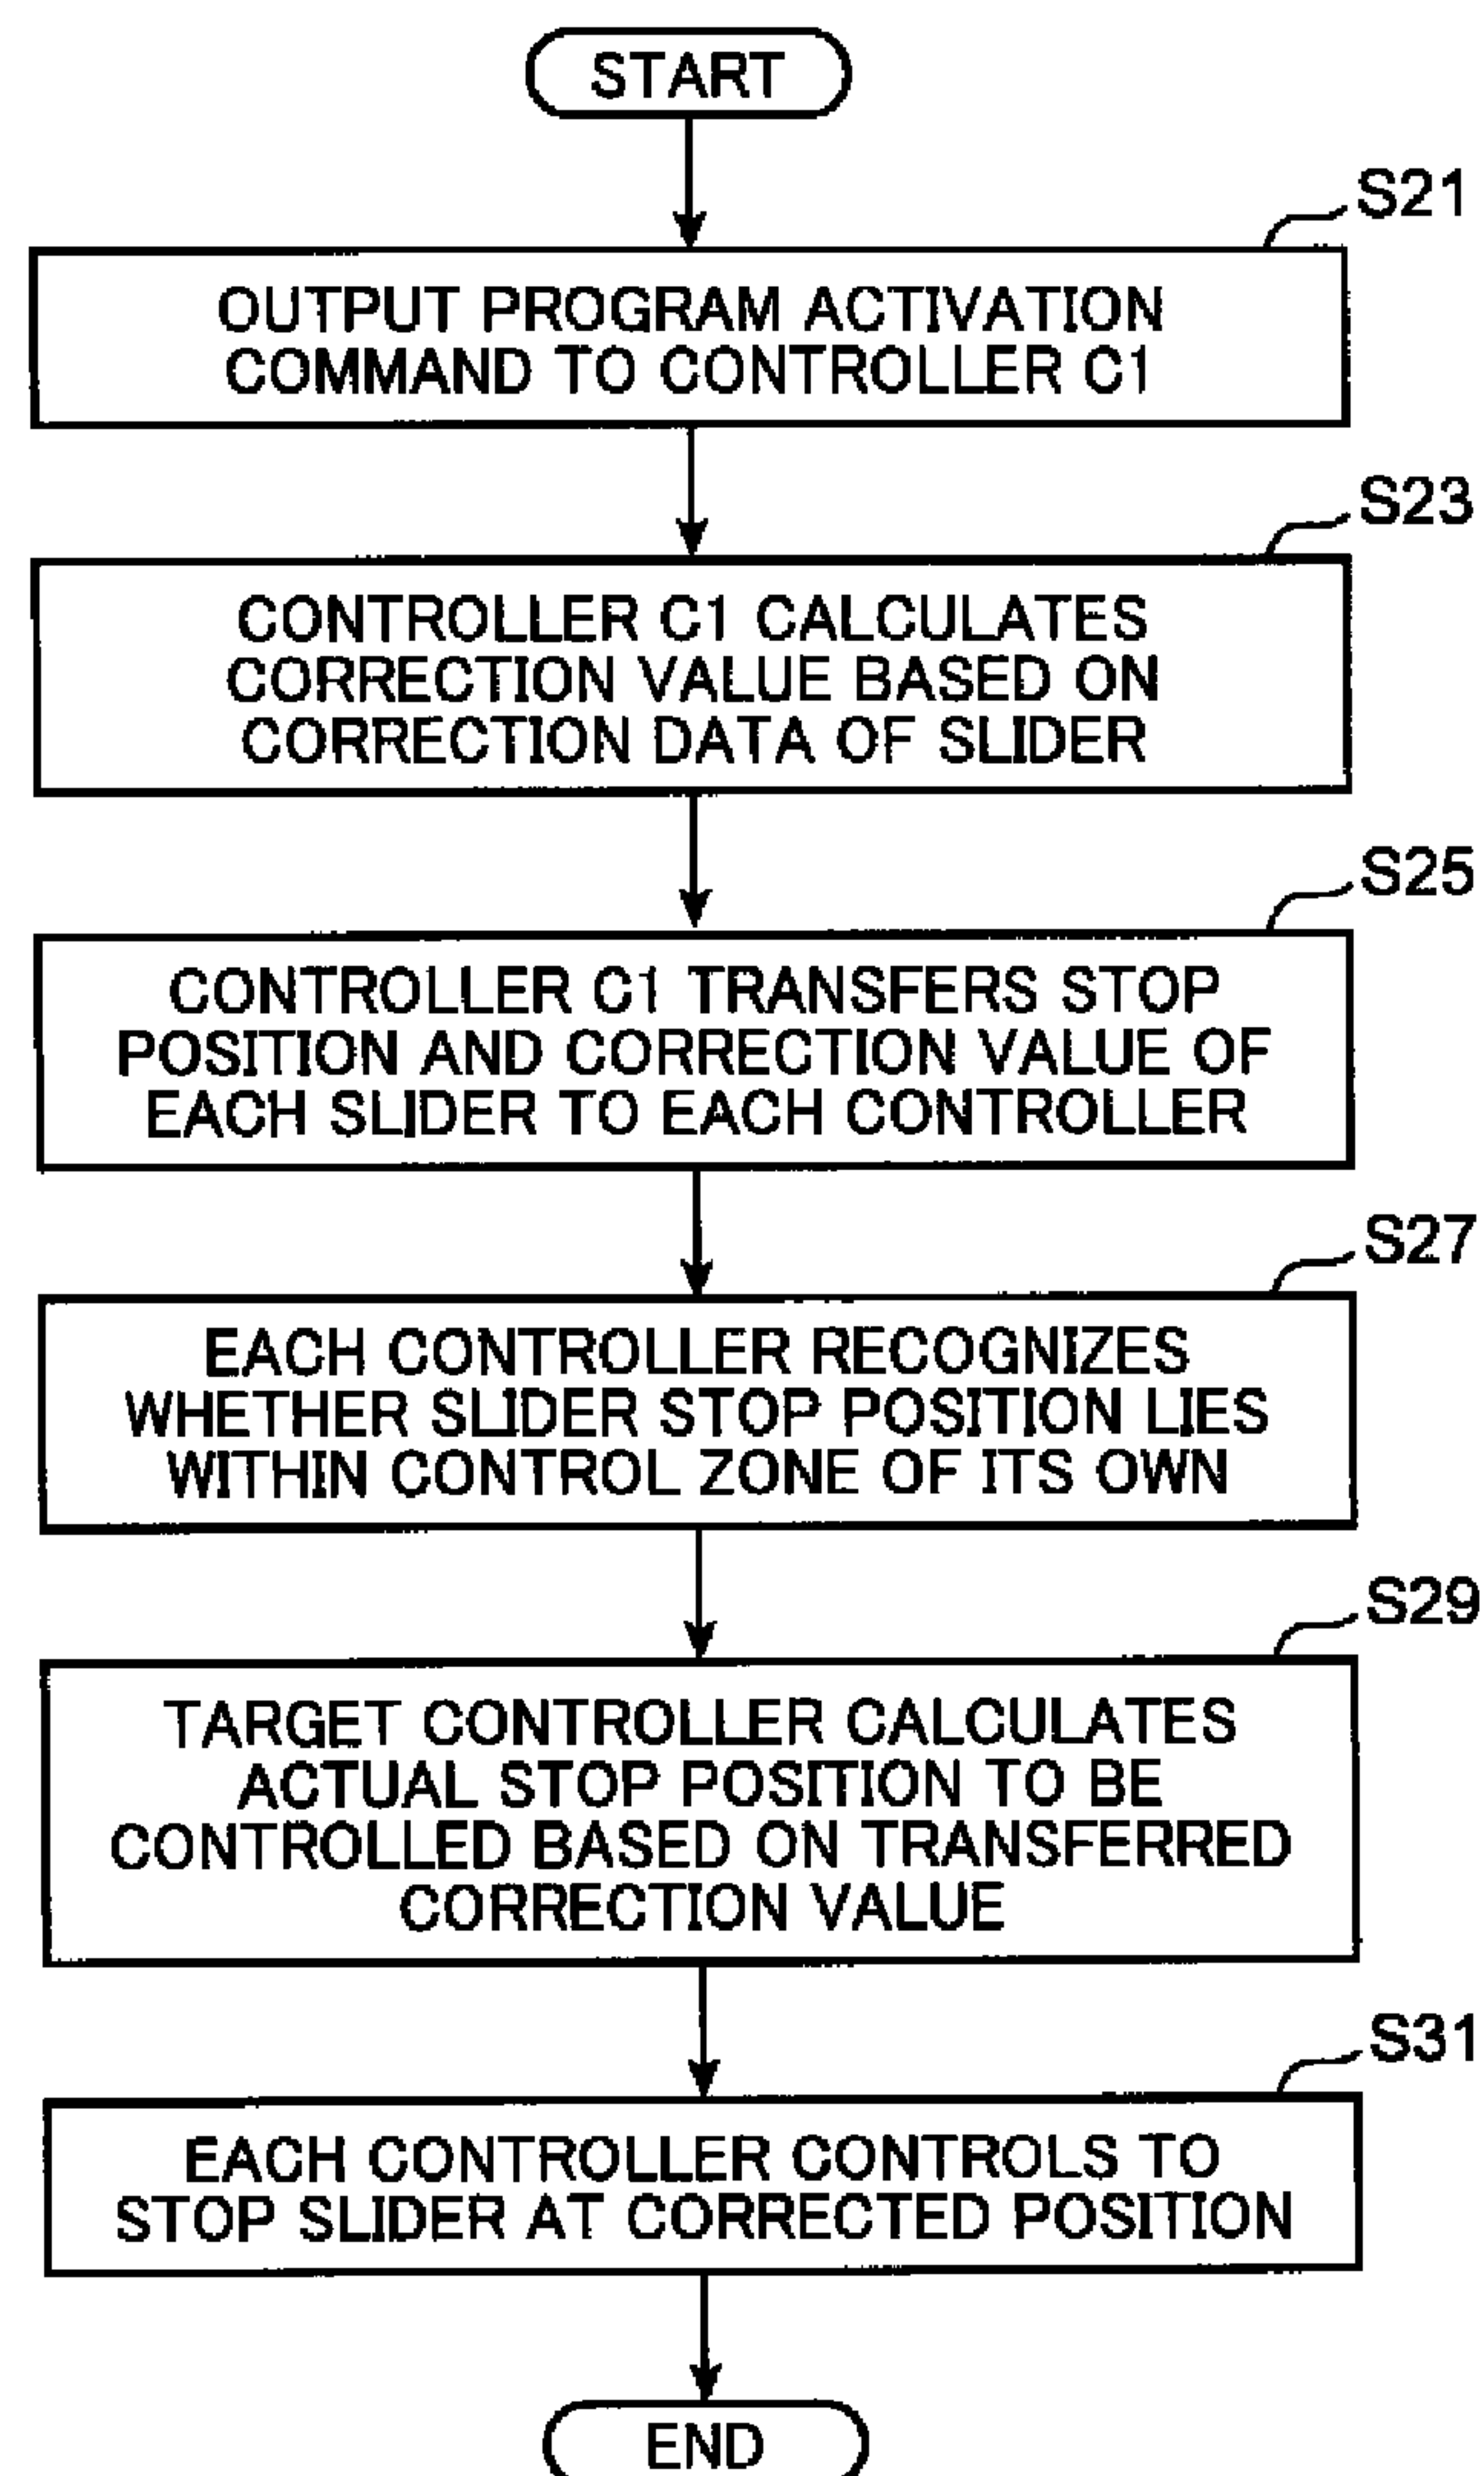 START
S21
OUTPUT PROGRAM ACTIVATION
COMMAND TO CONTROLLER C1
S23
CONTROLLER C1 CALCULATES
CORRECTION VALUE BASED ON
CORRECTION DATA OF SLIDER
S25
CONTROLLER C1 TRANSFERS STOP
POSITION AND CORRECTION VALUE OF
EACH SLIDER TO EACH CONTROLLER
S27
EACH CONTROLLER RECOGNIZES
WHETHER SLIDER STOP POSITION LIES
WITHIN CONTROL ZONE OF ITS OWN
S29
TARGET CONTROLLER CALCULATES
ACTUAL STOP POSITION TO BE
CONTROLLED BASED ON TRANSFERRED
CORRECTION VALUE
S31
EACH CONTROLLER CONTROLS TO
STOP SLIDER AT CORRECTED POSITION
END